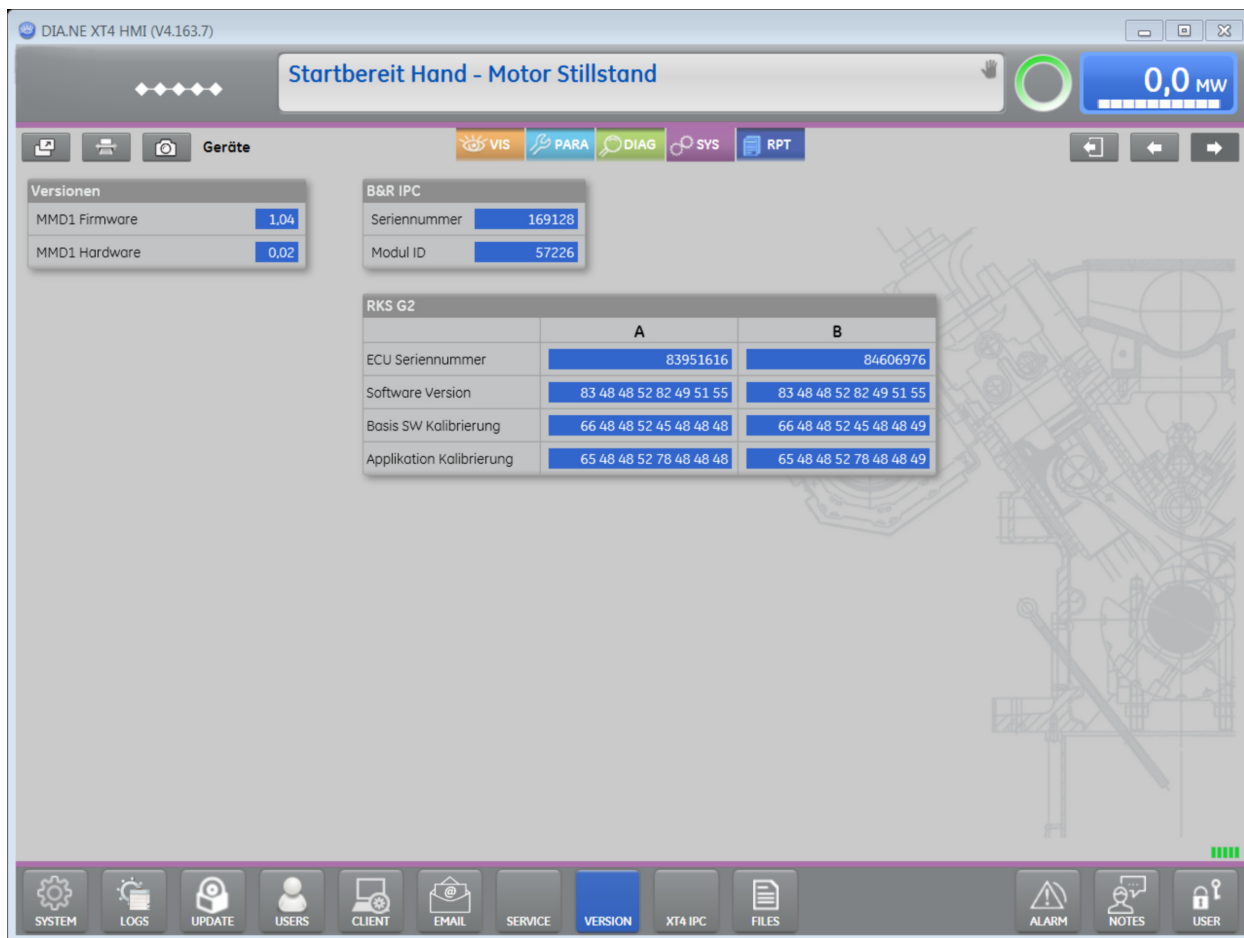 DIA.NE XT4 HMI (V4.163.7)
Startbereit Hand - Motor Stillstand
0,0 MW
Geräte
VIS PARA DIAG SYS RPT
Versionen
MMD1 Firmware 1,04
MMD1 Hardware 0,02
B&R IPC
Seriennummer 169128
Modul ID 57226
RKS G2
A B
ECU Seriennummer 83951616 84606976
Software Version 83 48 48 52 82 49 51 55 83 48 48 52 82 49 51 55
Basis SW Kalibrierung 66 48 48 52 45 48 48 48 66 48 48 52 45 48 48 49
Applikation Kalibrierung 65 48 48 52 78 48 48 48 65 48 48 52 78 48 48 49
SYSTEM LOGS UPDATE USERS CLIENT EMAIL SERVICE VERSION XT4 IPC FILES ALARM NOTES USER